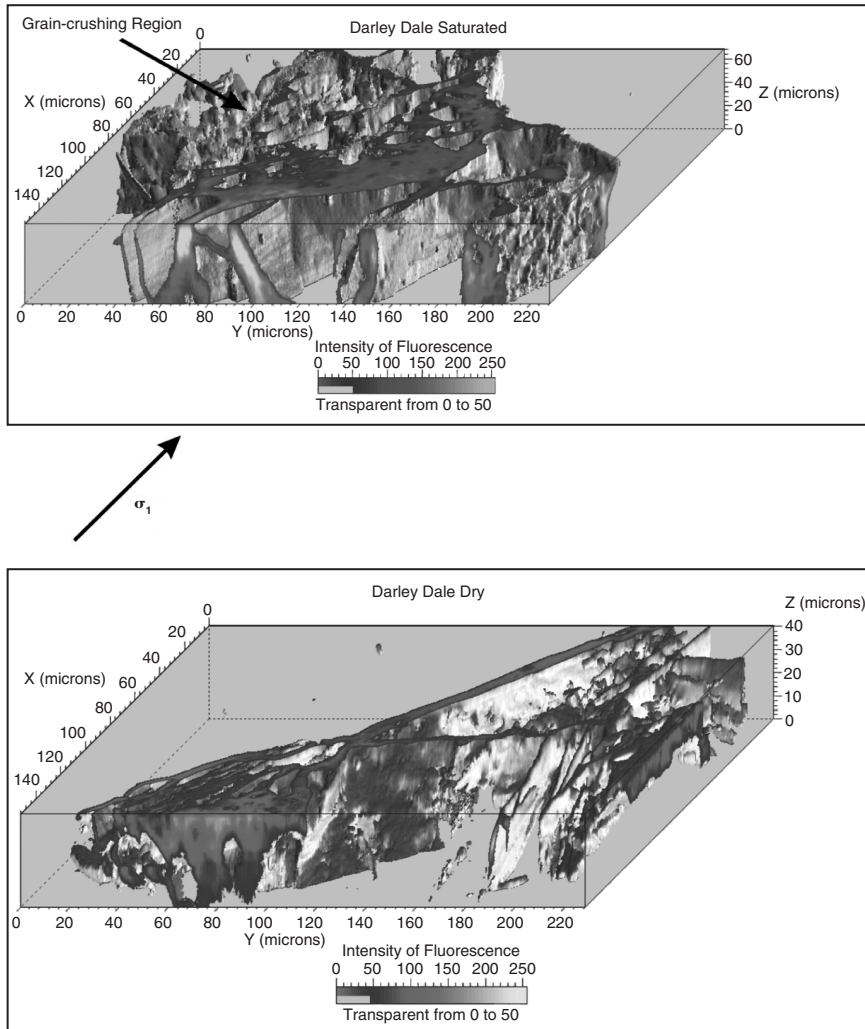 Grain-crushing Region
Darley Dale Saturated
0
20
40
60
80
100
120
140
X (microns)
60
40
20
0
Z (microns)
0 20 40 60 80 100 120 140 160 180 200 220
Y (microns)
Intensity of Fluorescence
0 50 100 150 200 250
Transparent from 0 to 50
σ1
Darley Dale Dry
0
20
40
60
80
100
120
140
X (microns)
Z (microns)
40
30
20
10
0
0 20 40 60 80 100 120 140 160 180 200 220
Y (microns)
Intensity of Fluorescence
0 50 100 150 200 250
Transparent from 0 to 50